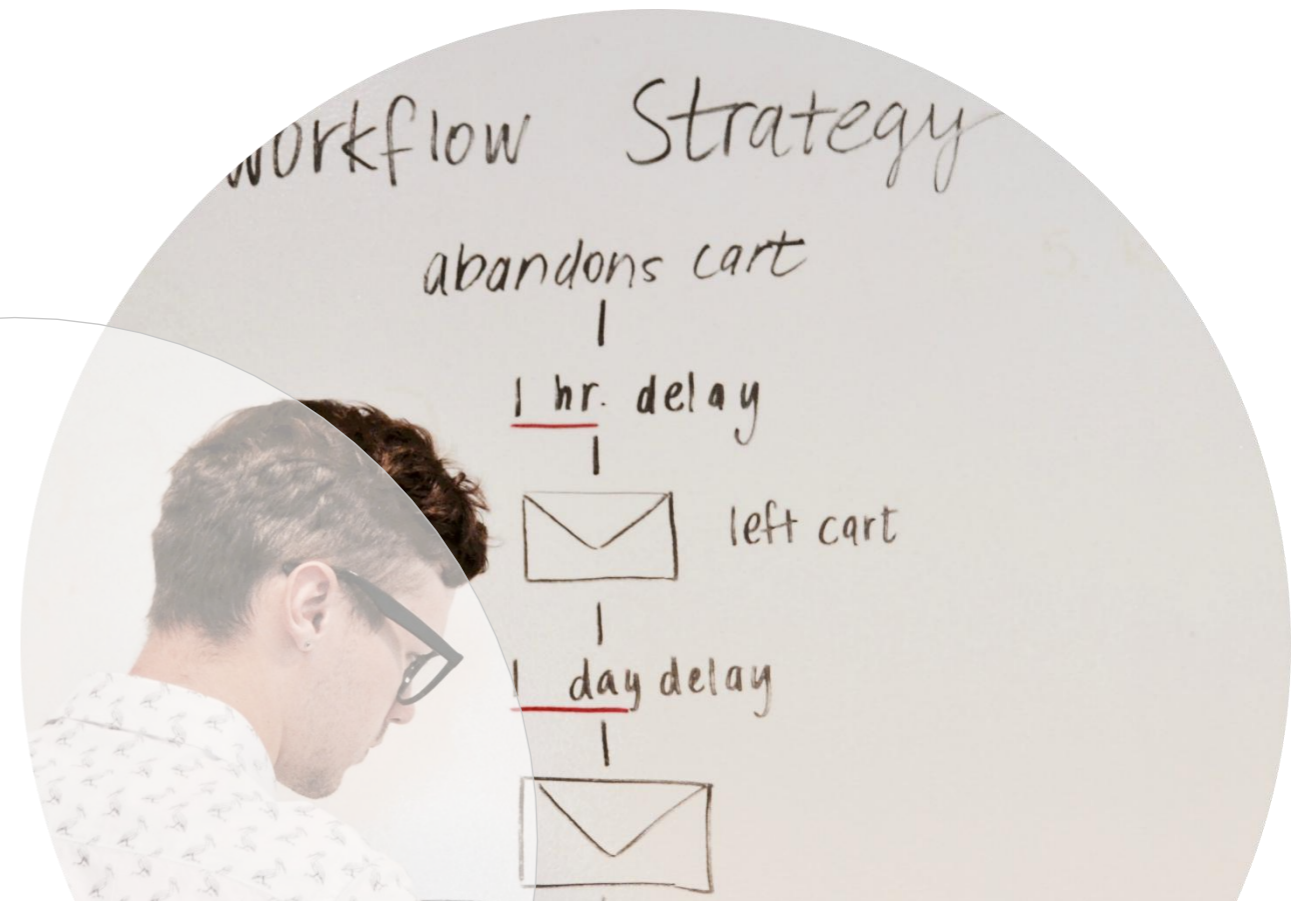 workflow Strategy
abandons cart
1 hr. delay
left cart
1 day delay